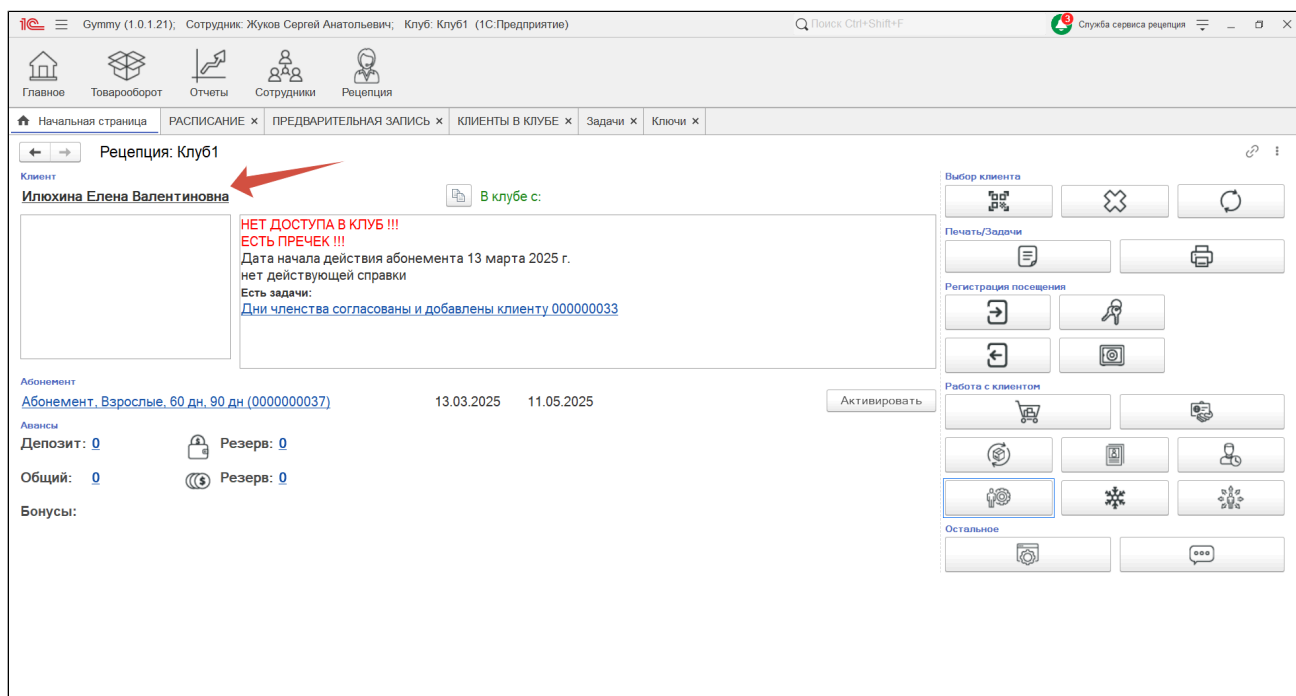 Gymmy (1.0.1.21); Сотрудник: Жуков Сергей Анатольевич; Клуб: Клуб1 (1С:Предприятие)
Поиск Ctrl+Shift+F
3
Служба сервиса рецепция
Главное
Товарооборот
Отчеты
Сотрудники
Рецепция
Начальная страница
РАСПИСАНИЕ ×
ПРЕДВАРИТЕЛЬНАЯ ЗАПИСЬ ×
КЛИЕНТЫ В КЛУБЕ ×
Задачи ×
Ключи ×
Рецепция: Клуб1
Клиент
Илюхина Елена Валентиновна
В клубе с:
НЕТ ДОСТУПА В КЛУБ !!!
ЕСТЬ ПРЕЧЕК !!!
Дата начала действия абонемента 13 марта 2025 г.
нет действующей справки
Есть задачи:
Дни членства согласованы и добавлены клиенту 000000033
Абонемент
Абонемент, Взрослые, 60 дн, 90 дн (0000000037)
13.03.2025
11.05.2025
Активировать
Авансы
Депозит: 0
Резерв: 0
Общий: 0
Резерв: 0
Бонусы:
Выбор клиента
Печать/Задачи
Регистрация посещения
Работа с клиентом
Остальное